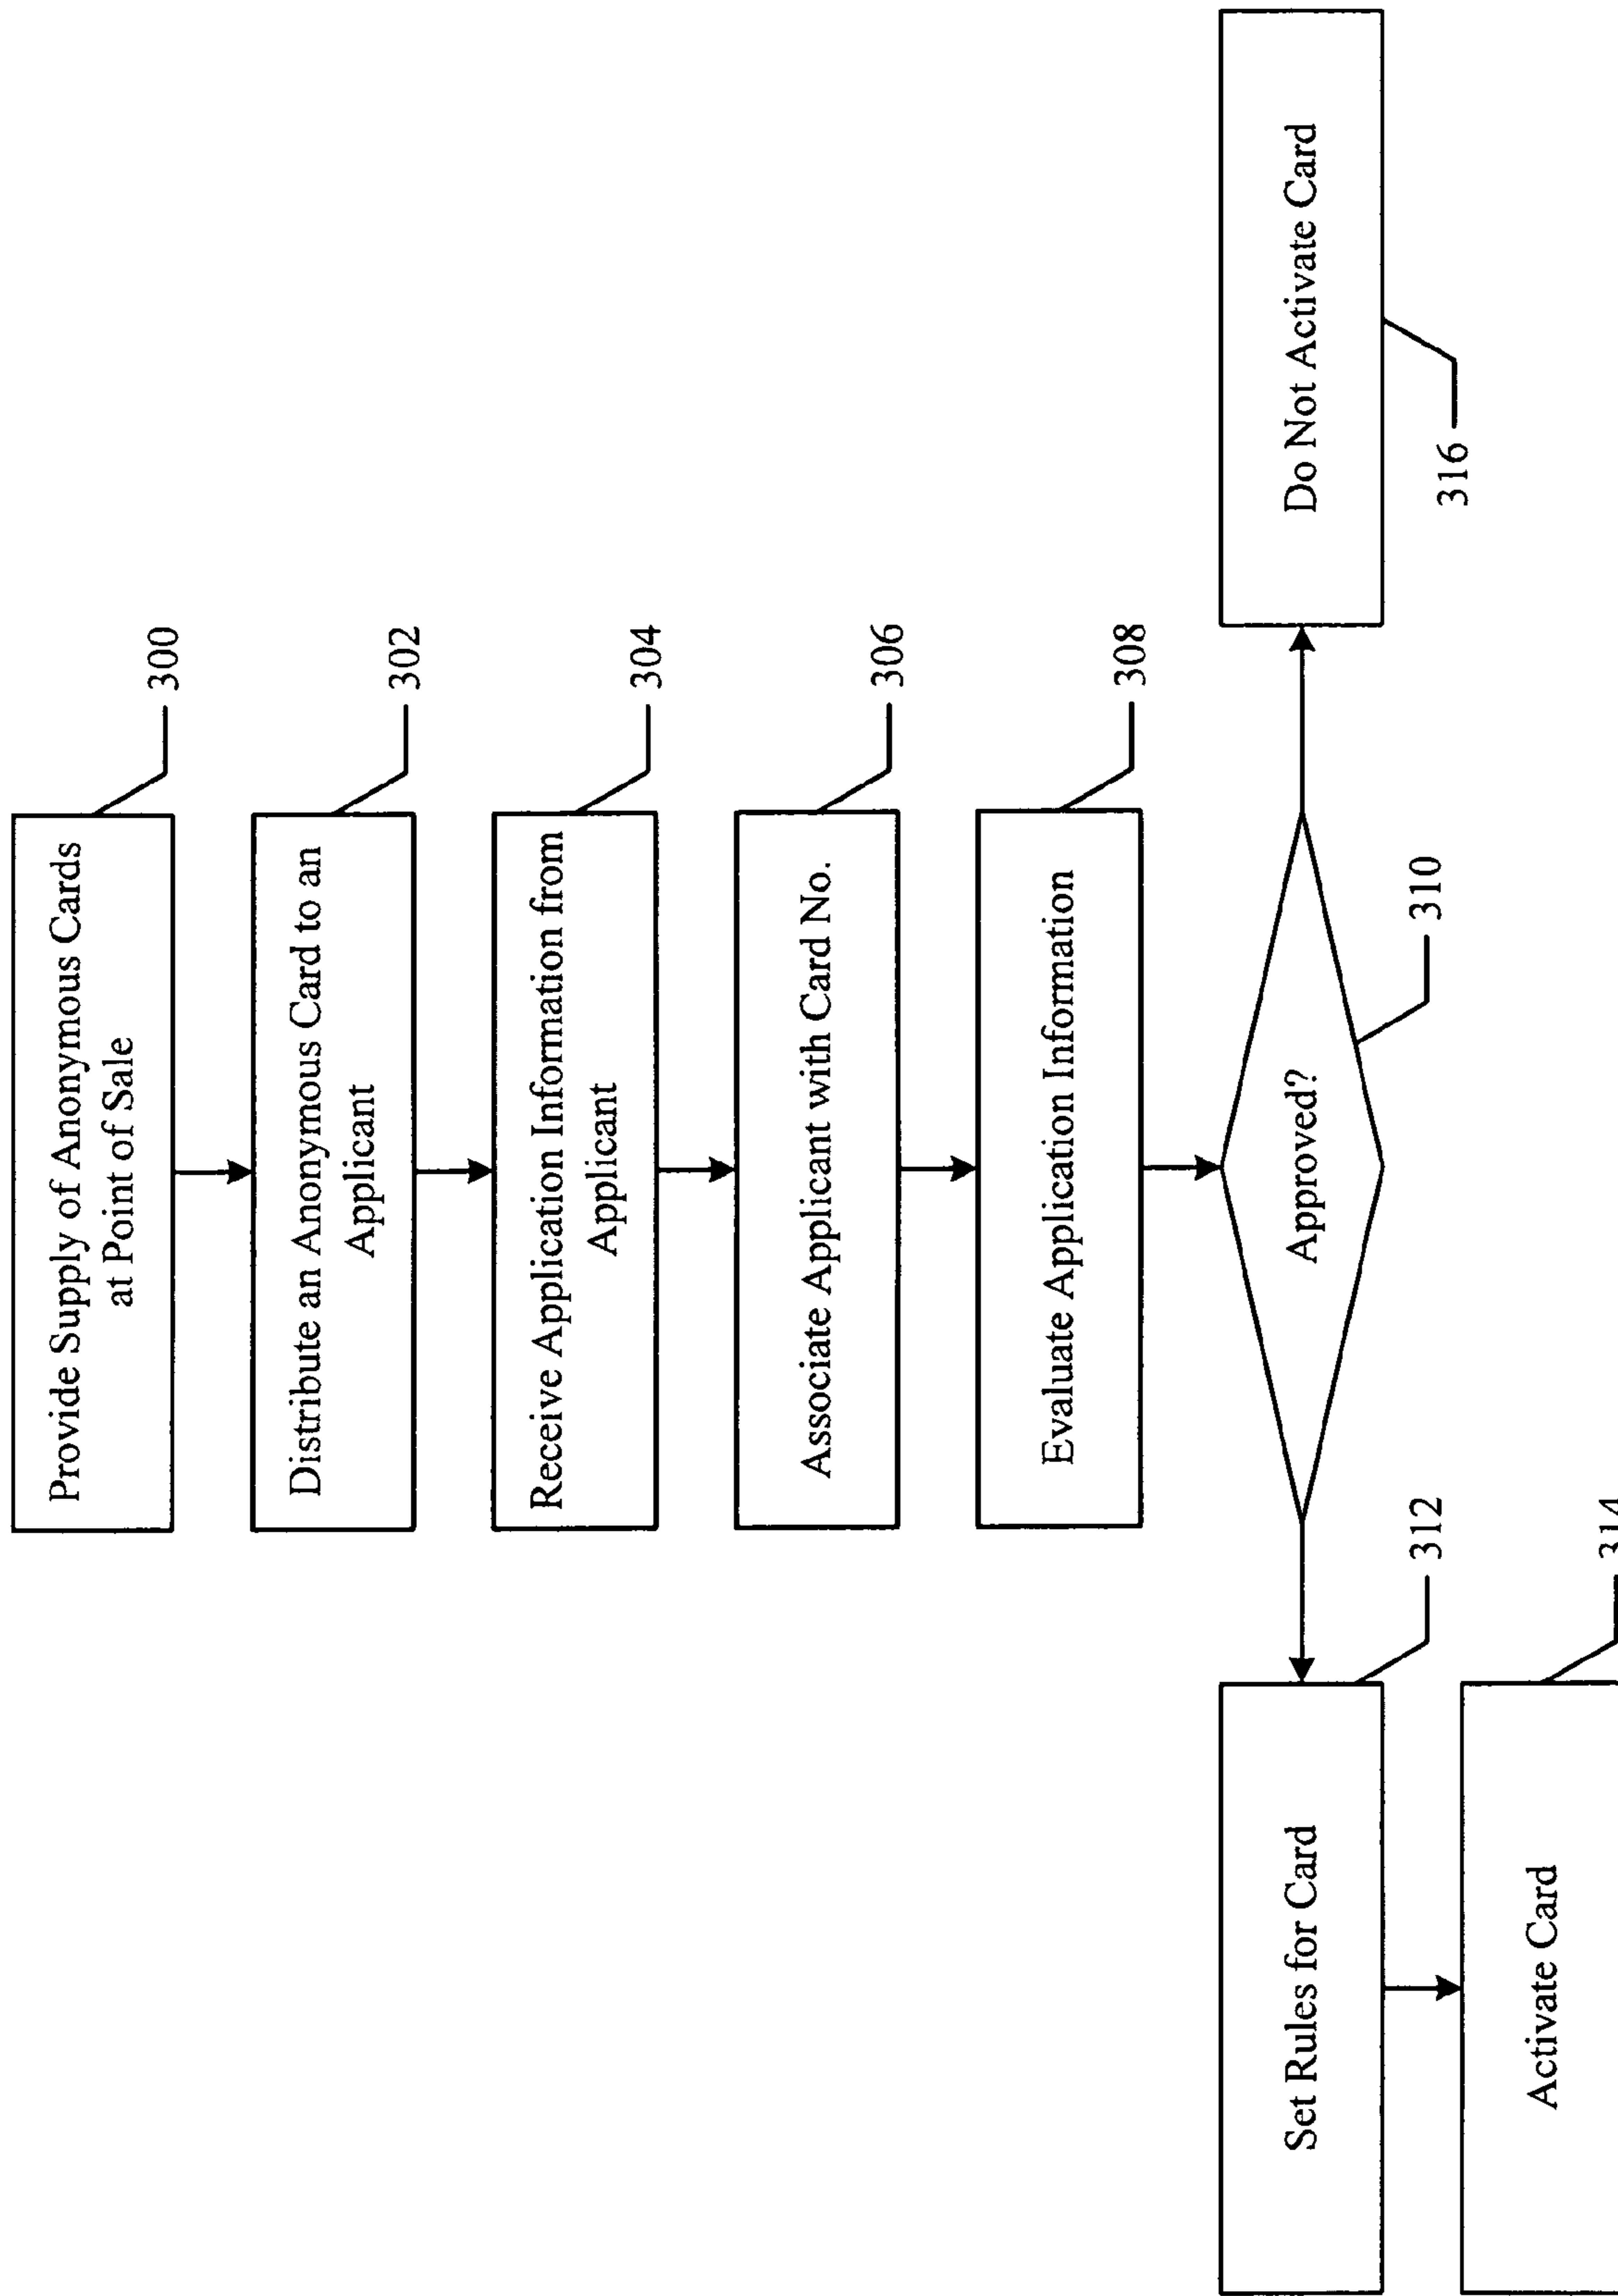 Provide Supply of Anonymous Cards
at Point of Sale
300
Distribute an Anonymous Card to an
Applicant
302
Receive Application Information from
Applicant
304
Associate Applicant with Card No.
306
Evaluate Application Information
308
Approved?
310
Set Rules for Card
312
Do Not Activate Card
316
Activate Card
314